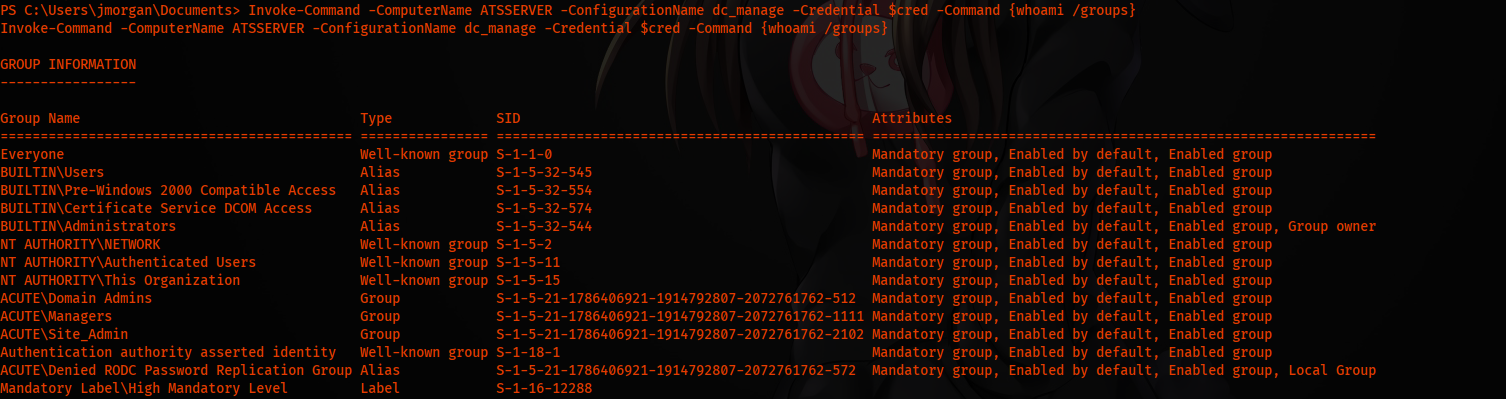 PS C:\Users\jmorgan\Documents> Invoke-Command -ComputerName ATSSERVER -ConfigurationName dc_manage -Credential $cred -Command {whoami /groups}
Invoke-Command -ComputerName ATSSERVER -ConfigurationName dc_manage -Credential $cred -Command {whoami /groups}
GROUP INFORMATION
-----------------
Group Name                                   Type             SID                                            Attributes
============================================ ================ ============================================== ===============================================================
Everyone                                     Well-known group S-1-1-0                                        Mandatory group, Enabled by default, Enabled group
BUILTIN\Users                                Alias            S-1-5-32-545                                   Mandatory group, Enabled by default, Enabled group
BUILTIN\Pre-Windows 2000 Compatible Access   Alias            S-1-5-32-554                                   Mandatory group, Enabled by default, Enabled group
BUILTIN\Certificate Service DCOM Access      Alias            S-1-5-32-574                                   Mandatory group, Enabled by default, Enabled group
BUILTIN\Administrators                       Alias            S-1-5-32-544                                   Mandatory group, Enabled by default, Enabled group, Group owner
NT AUTHORITY\NETWORK                         Well-known group S-1-5-2                                        Mandatory group, Enabled by default, Enabled group
NT AUTHORITY\Authenticated Users             Well-known group S-1-5-11                                       Mandatory group, Enabled by default, Enabled group
NT AUTHORITY\This Organization               Well-known group S-1-5-15                                       Mandatory group, Enabled by default, Enabled group
ACUTE\Domain Admins                          Group            S-1-5-21-1786406921-1914792807-2072761762-512  Mandatory group, Enabled by default, Enabled group
ACUTE\Managers                               Group            S-1-5-21-1786406921-1914792807-2072761762-1111 Mandatory group, Enabled by default, Enabled group
ACUTE\Site_Admin                             Group            S-1-5-21-1786406921-1914792807-2072761762-2102 Mandatory group, Enabled by default, Enabled group
Authentication authority asserted identity   Well-known group S-1-18-1                                       Mandatory group, Enabled by default, Enabled group
ACUTE\Denied RODC Password Replication Group Alias            S-1-5-21-1786406921-1914792807-2072761762-572  Mandatory group, Enabled by default, Enabled group, Local Group
Mandatory Label\High Mandatory Level         Label            S-1-16-12288